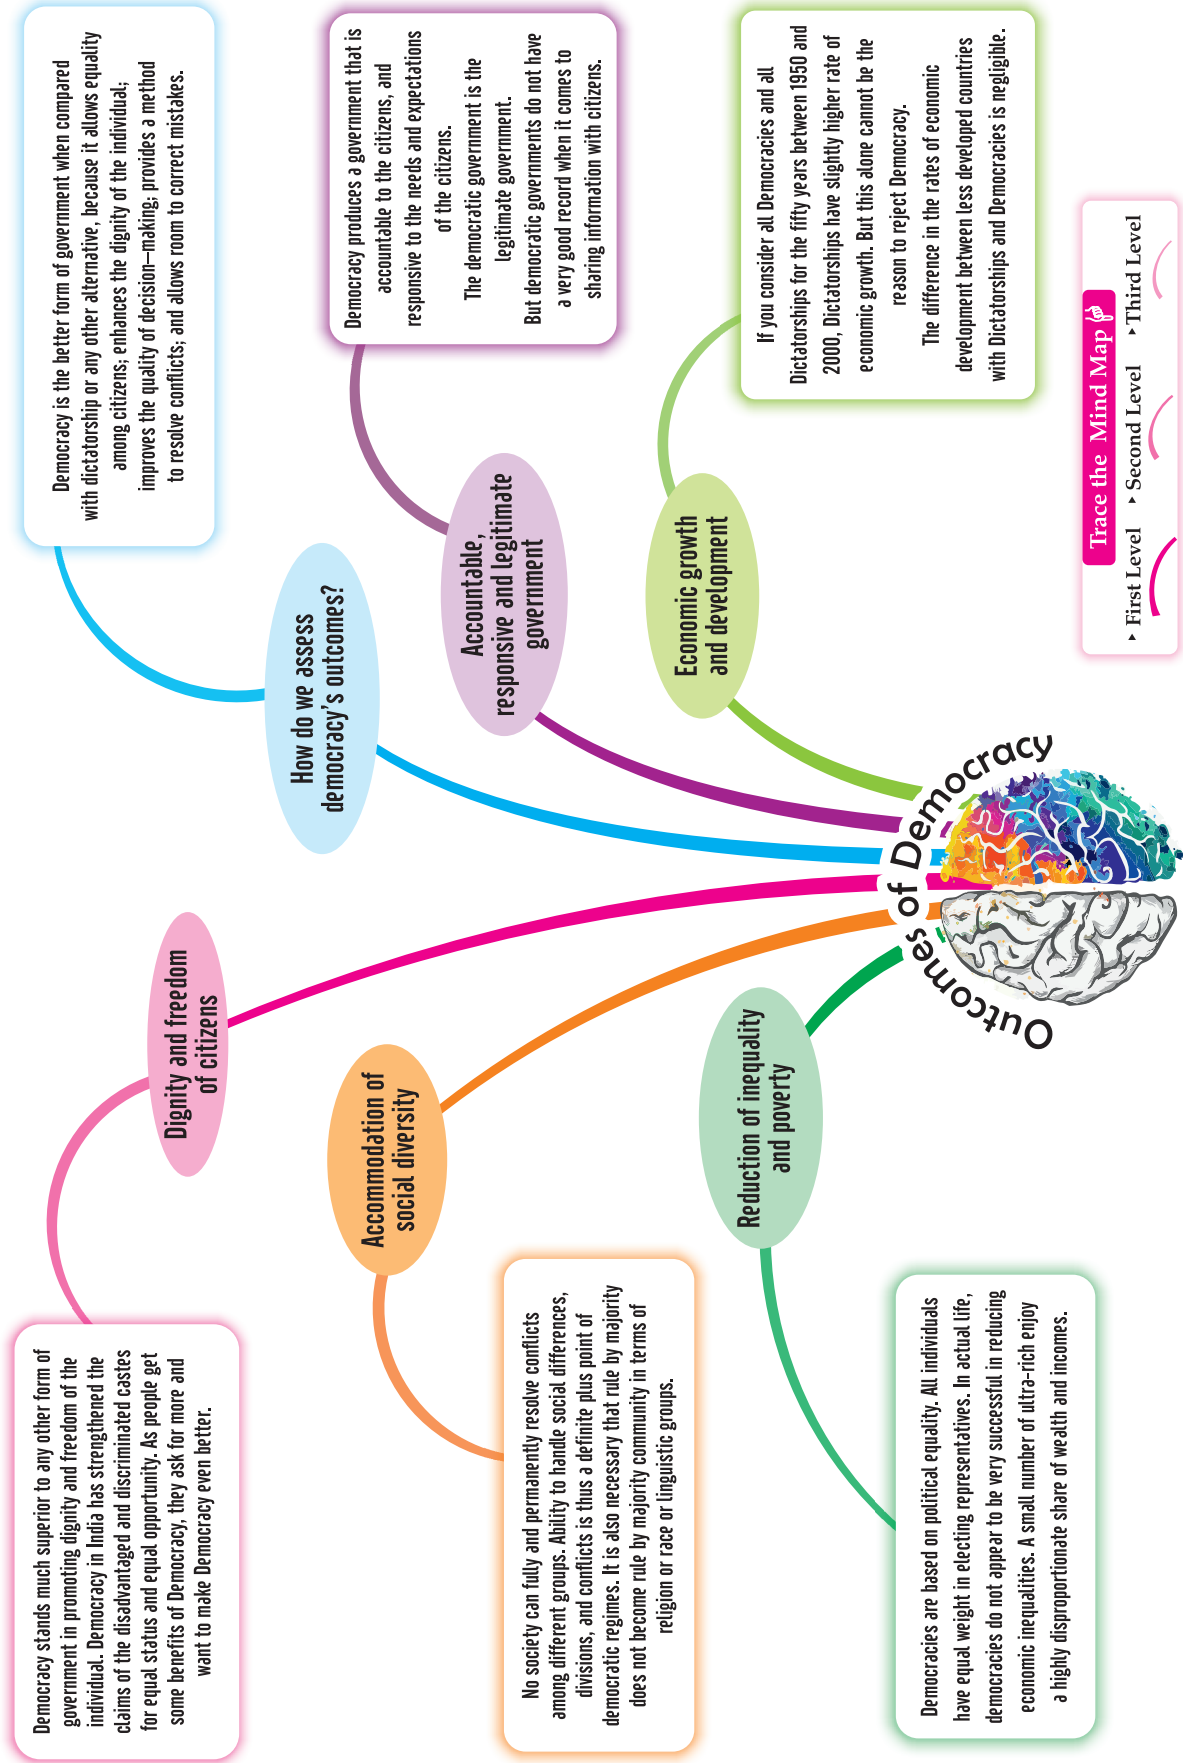 Outcomes of Democracy
How do we assess
democracy's outcomes?
Democracy is the better form of government when compared
with dictatorship or any other alternative, because it allows equality
among citizens; enhances the dignity of the individual;
improves the quality of decision–making; provides a method
to resolve conflicts; and allows room to correct mistakes.
Accountable,
responsive and legitimate
government
Democracy produces a government that is
accountable to the citizens, and
responsive to the needs and expectations
of the citizens.
The democratic government is the
legitimate government.
But democratic governments do not have
a very good record when it comes to
sharing information with citizens.
Economic growth
and development
If you consider all Democracies and all
Dictatorships for the fifty years between 1950 and
2000, Dictatorships have slightly higher rate of
economic growth. But this alone cannot be the
reason to reject Democracy.
The difference in the rates of economic
development between less developed countries
with Dictatorships and Democracies is negligible.
Dignity and freedom
of citizens
Democracy stands much superior to any other form of
government in promoting dignity and freedom of the
individual. Democracy in India has strengthened the
claims of the disadvantaged and discriminated castes
for equal status and equal opportunity. As people get
some benefits of Democracy, they ask for more and
want to make Democracy even better.
Accommodation of
social diversity
No society can fully and permanently resolve conflicts
among different groups. Ability to handle social differences,
divisions, and conflicts is thus a definite plus point of
democratic regimes. It is also necessary that rule by majority
does not become rule by majority community in terms of
religion or race or linguistic groups.
Reduction of inequality
and poverty
Democracies are based on political equality. All individuals
have equal weight in electing representatives. In actual life,
democracies do not appear to be very successful in reducing
economic inequalities. A small number of ultra-rich enjoy
a highly disproportionate share of wealth and incomes.
Trace the Mind Map
▸ First Level ▸ Second Level ▸ Third Level